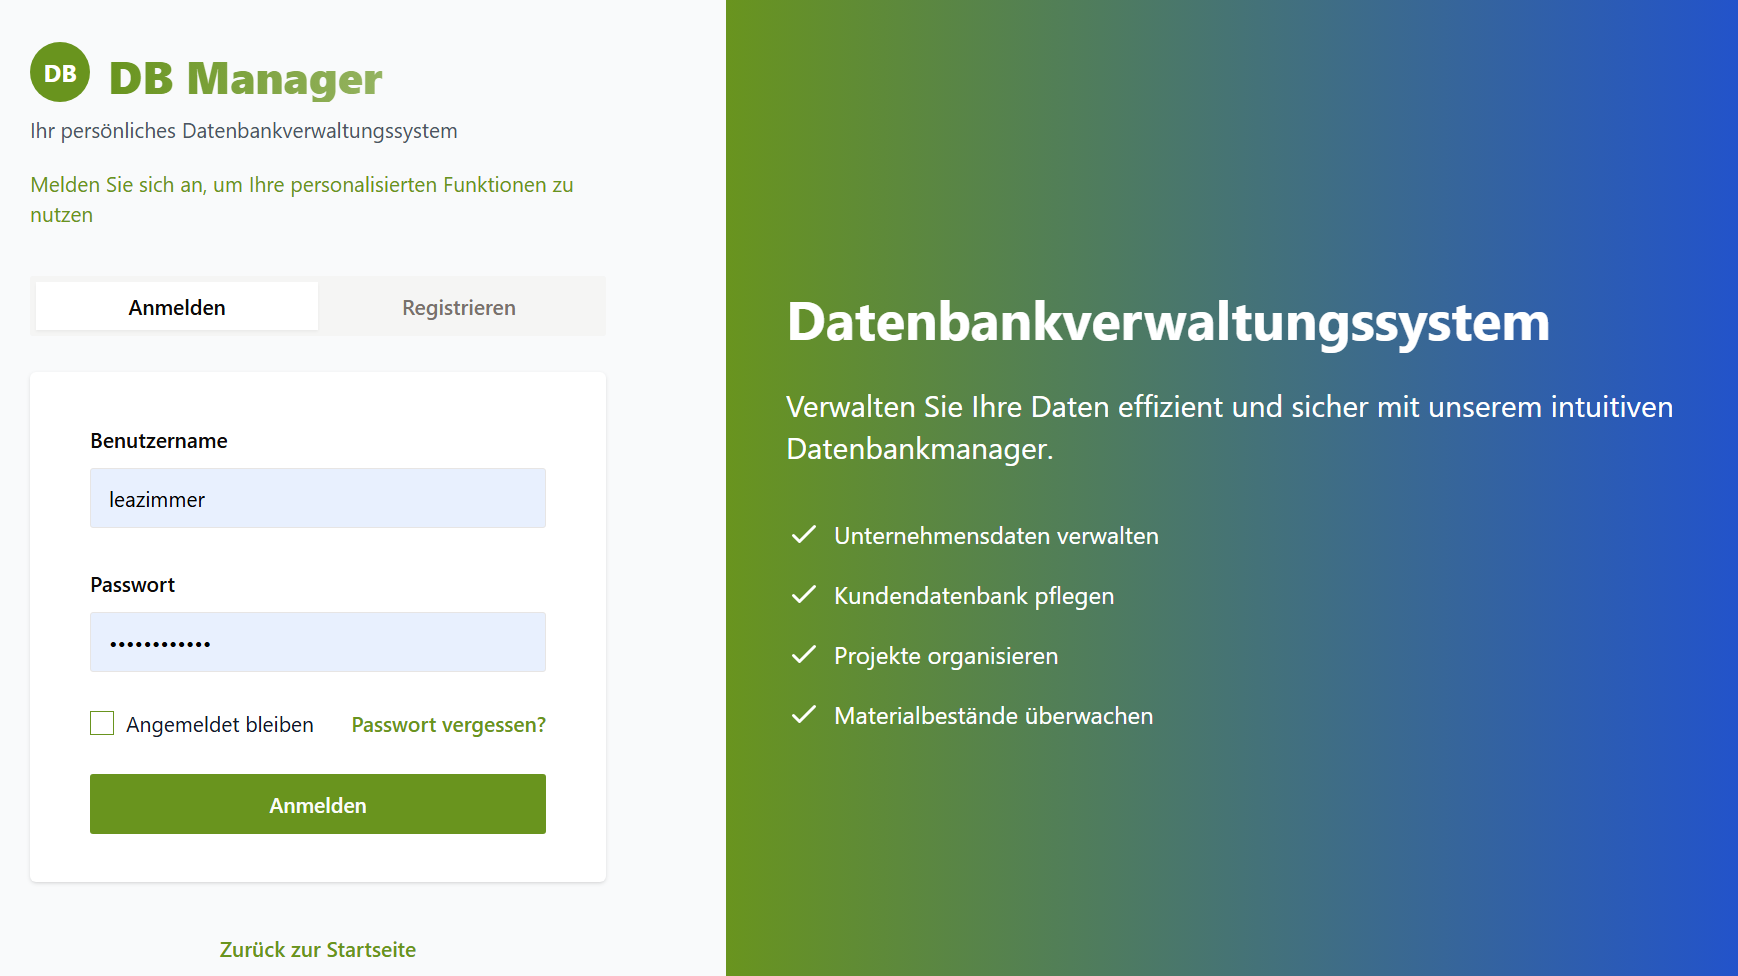 DB
DB Manager
Ihr persönliches Datenbankverwaltungssystem
Melden Sie sich an, um Ihre personalisierten Funktionen zu
nutzen
Anmelden
Registrieren
Benutzername
leazimmer
Passwort
••••••••••••
Angemeldet bleiben
Passwort vergessen?
Anmelden
Zurück zur Startseite
Datenbankverwaltungssystem
Verwalten Sie Ihre Daten effizient und sicher mit unserem intuitiven
Datenbankmanager.
Unternehmensdaten verwalten
Kundendatenbank pflegen
Projekte organisieren
Materialbestände überwachen